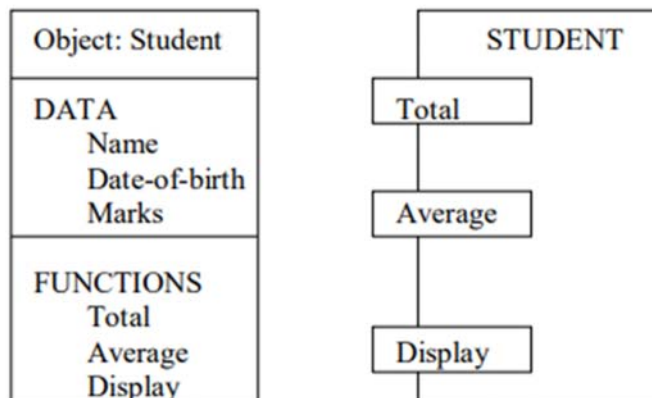 Object: Student
DATA
Name
Date-of-birth
Marks
FUNCTIONS
Total
Average
Display
STUDENT
Total
Average
Display